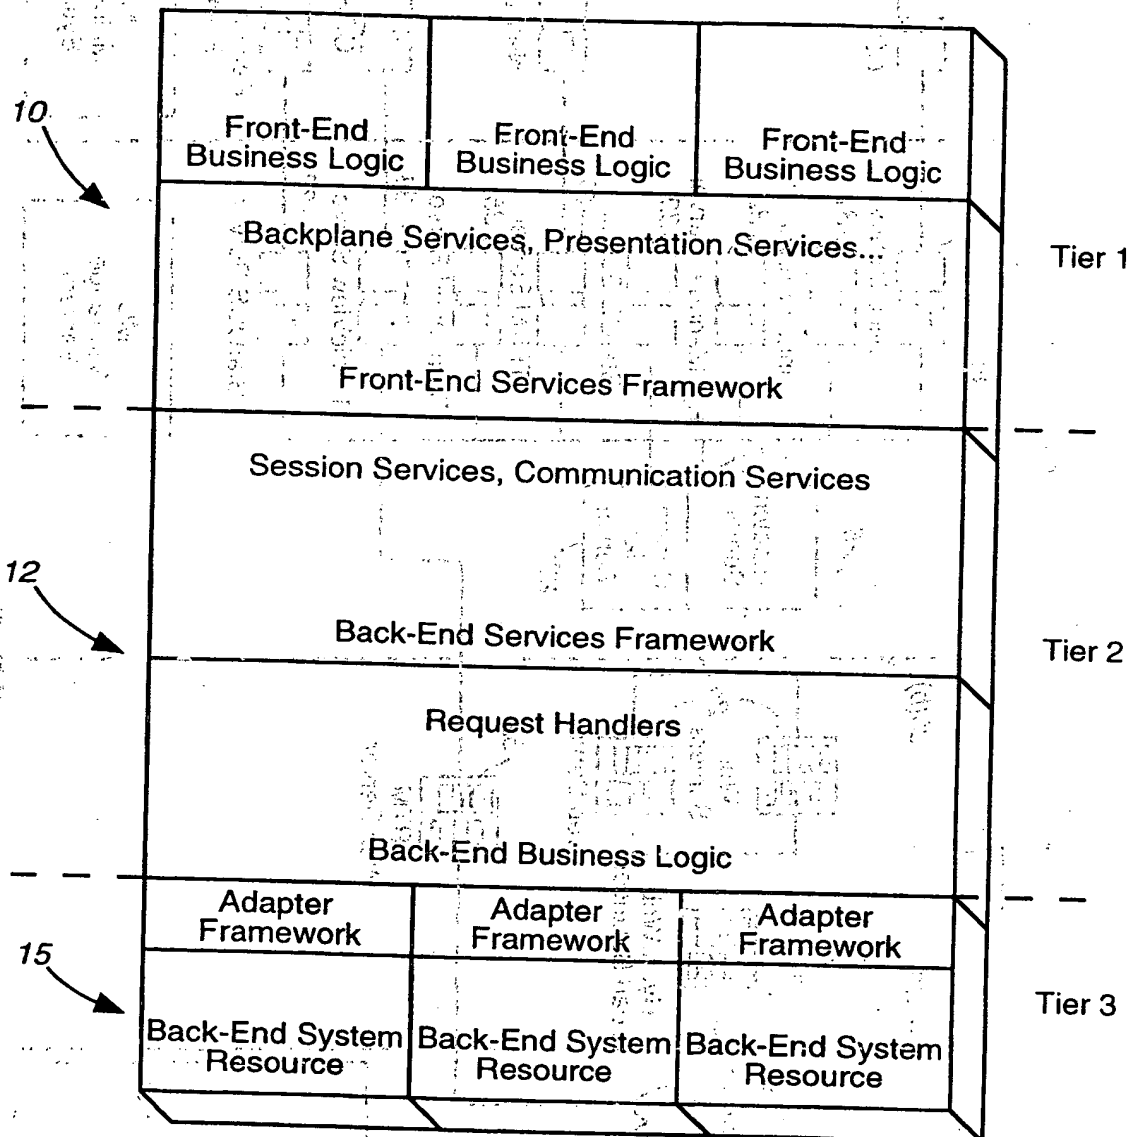 10
Front-End
Business Logic
Front-End
Business Logic
Front-End
Business Logic
Backplane Services, Presentation Services...
Tier 1
Front-End Services Framework
Session Services, Communication Services
12
Back-End Services Framework
Tier 2
Request Handlers
Back-End Business Logic
Adapter
Framework
Adapter
Framework
Adapter
Framework
15
Tier 3
Back-End System
Resource
Back-End System
Resource
Back-End System
Resource